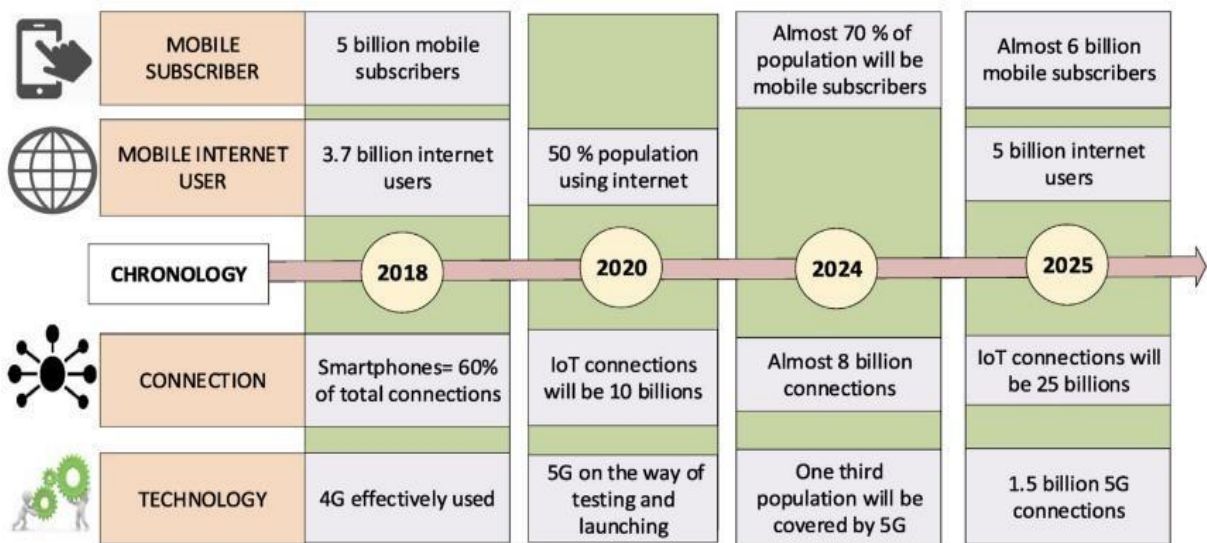 MOBILE
SUBSCRIBER
5 billion mobile
subscribers
Almost 70 % of
population will be
mobile subscribers
Almost 6 billion
mobile subscribers
MOBILE INTERNET
USER
3.7 billion internet
users
50 % population
using internet
5 billion internet
users
CHRONOLOGY
2018
2020
2024
2025
CONNECTION
Smartphones= 60%
of total connections
IoT connections
will be 10 billions
Almost 8 billion
connections
IoT connections will
be 25 billions
TECHNOLOGY
4G effectively used
5G on the way of
testing and
launching
One third
population will be
covered by 5G
1.5 billion 5G
connections